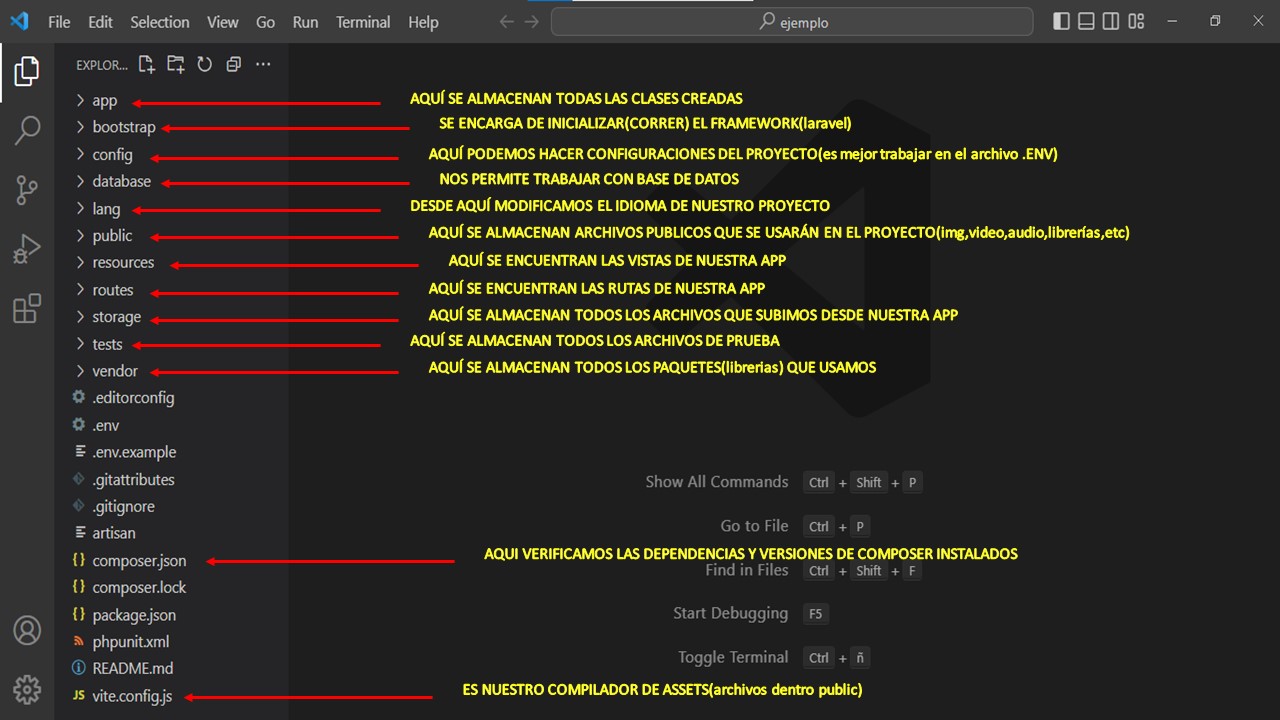 File Edit Selection View Go Run Terminal Help ejemplo
EXPLOR...
app AQUÍ SE ALMACENAN TODAS LAS CLASES CREADAS
bootstrap SE ENCARGA DE INICIALIZAR(CORRER) EL FRAMEWORK(laravel)
config AQUÍ PODEMOS HACER CONFIGURACIONES DEL PROYECTO(es mejor trabajar en el archivo .ENV)
database NOS PERMITE TRABAJAR CON BASE DE DATOS
lang DESDE AQUÍ MODIFICAMOS EL IDIOMA DE NUESTRO PROYECTO
public AQUÍ SE ALMACENAN ARCHIVOS PUBLICOS QUE SE USARÁN EN EL PROYECTO(img,video,audio,librerías,etc)
resources AQUÍ SE ENCUENTRAN LAS VISTAS DE NUESTRA APP
routes AQUÍ SE ENCUENTRAN LAS RUTAS DE NUESTRA APP
storage AQUÍ SE ALMACENAN TODOS LOS ARCHIVOS QUE SUBIMOS DESDE NUESTRA APP
tests AQUÍ SE ALMACENAN TODOS LOS ARCHIVOS DE PRUEBA
vendor AQUÍ SE ALMACENAN TODOS LOS PAQUETES(librerias) QUE USAMOS
.editorconfig
.env
.env.example
.gitattributes
.gitignore
artisan
{} composer.json AQUI VERIFICAMOS LAS DEPENDENCIAS Y VERSIONES DE COMPOSER INSTALADOS
{} composer.lock
{} package.json
phpunit.xml
README.md
JS vite.config.js ES NUESTRO COMPILADOR DE ASSETS(archivos dentro public)
Show All Commands Ctrl + Shift + P
Go to File Ctrl + P
Find in Files Ctrl + Shift + F
Start Debugging F5
Toggle Terminal Ctrl + ñ